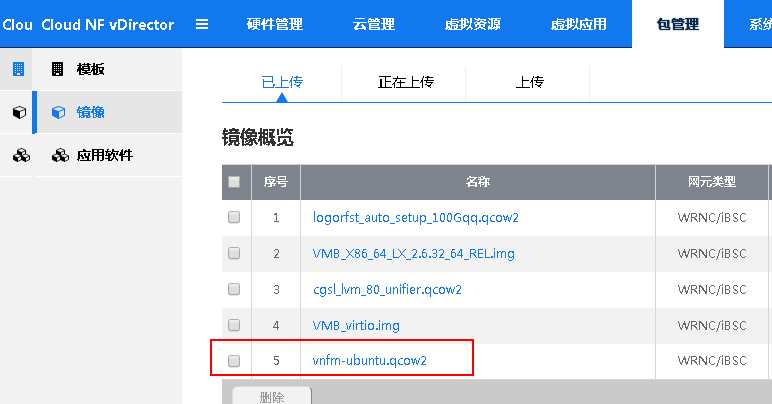 Clou Cloud NF vDirector 硬件管理 云管理 虚拟资源 虚拟应用 包管理 系统
模板
镜像
应用软件
已上传 正在上传 上传
镜像概览
序号 名称 网元类型
1 logorfst_auto_setup_100Gqq.qcow2 WRNC/iBSC
2 VMB_X86_64_LX_2.6.32_64_REL.img WRNC/iBSC
3 cgsl_lvm_80_unifier.qcow2 WRNC/iBSC
4 VMB_virtio.img WRNC/iBSC
5 vnfm-ubuntu.qcow2 WRNC/iBSC
删除